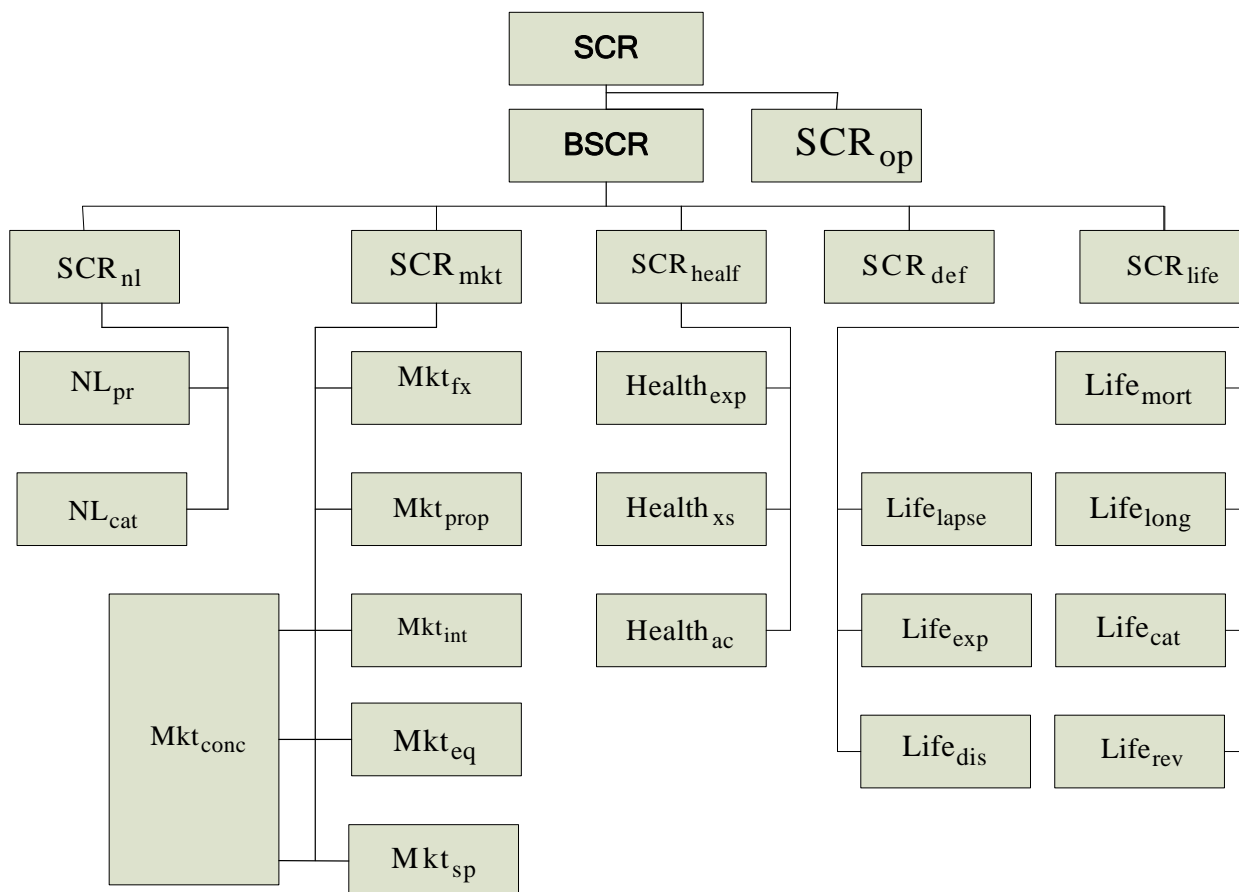 SCR
BSCR
SCR_op
SCR_nl
SCR_mkt
SCR_healf
SCR_def
SCR_life
NL_pr
Mkt_fx
Health_exp
Life_mort
NL_cat
Mkt_prop
Health_xs
Life_lapse
Life_long
Mkt_conc
Mkt_int
Health_ac
Life_exp
Life_cat
Mkt_eq
Life_dis
Life_rev
Mkt_sp